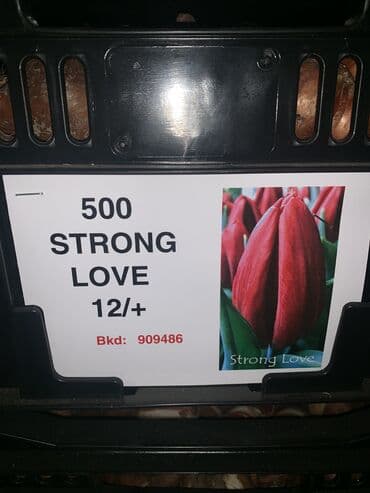 500
STRONG
LOVE
12/+
Bkd: 909486
Strong Love